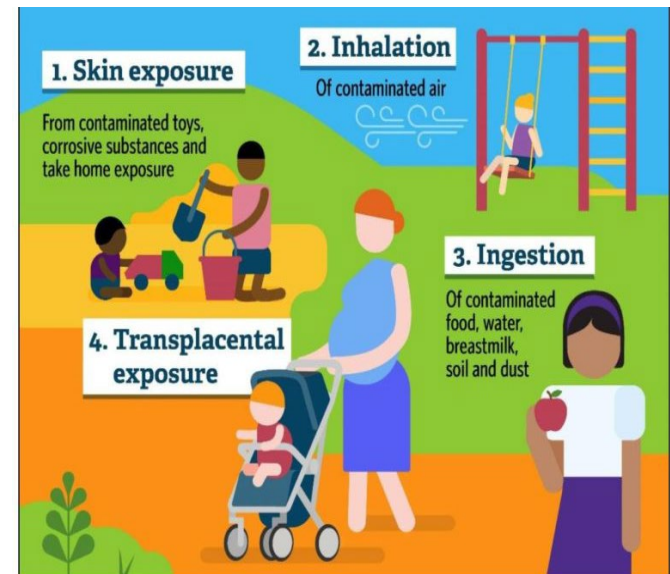 1. Skin exposure
From contaminated toys,
corrosive substances and
take home exposure
2. Inhalation
Of contaminated air
3. Ingestion
Of contaminated
food, water,
breastmilk,
soil and dust
4. Transplacental
exposure